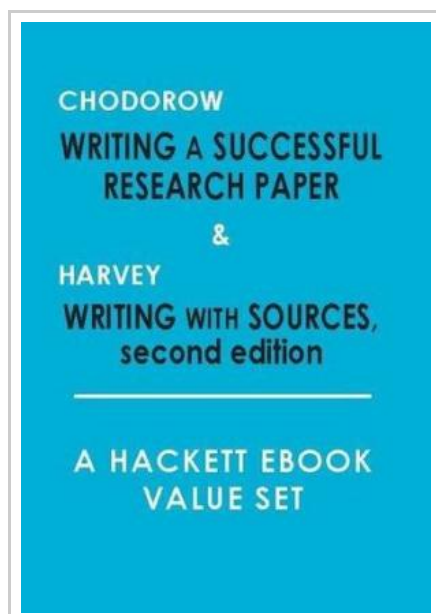 CHODOROW
WRITING A SUCCESSFUL
RESEARCH PAPER
&
HARVEY
WRITING WITH SOURCES,
second edition
A HACKETT EBOOK
VALUE SET